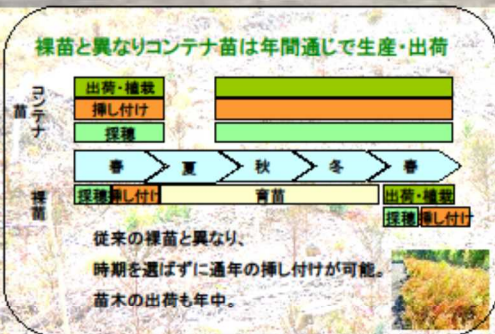 裸苗と異なりコンテナ苗は年間通じで生産・出荷
コンテナ苗
出荷・植栽
挿し付け
採穂
春 夏 秋 冬 春
裸苗
採穂 挿し付け 育苗 出荷・植栽
採穂 挿し付け
従来の裸苗と異なり、
時期を選ばずに通年の挿し付けが可能。
苗木の出荷も年中。